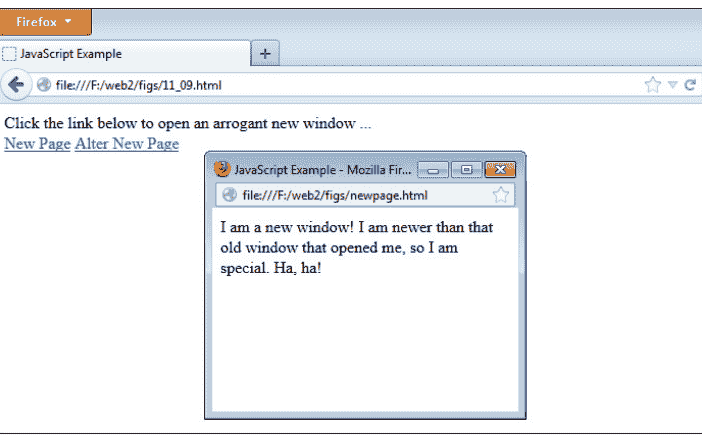 Firefox
JavaScript Example
file:///F:/web2/figs/11_09.html
Click the link below to open an arrogant new window ...
New Page Alter New Page
JavaScript Example - Mozilla Fir...
file:///F:/web2/figs/newpage.html
I am a new window! I am newer than that
old window that opened me, so I am
special. Ha, ha!